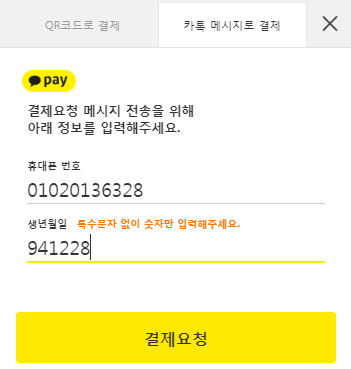 QR코드로 결제
카톡 메시지로 결제
pay
결제요청 메시지 전송을 위해
아래 정보를 입력해주세요.
휴대폰 번호
01020136328
생년월일 특수문자 없이 숫자만 입력해주세요.
941228
결제요청